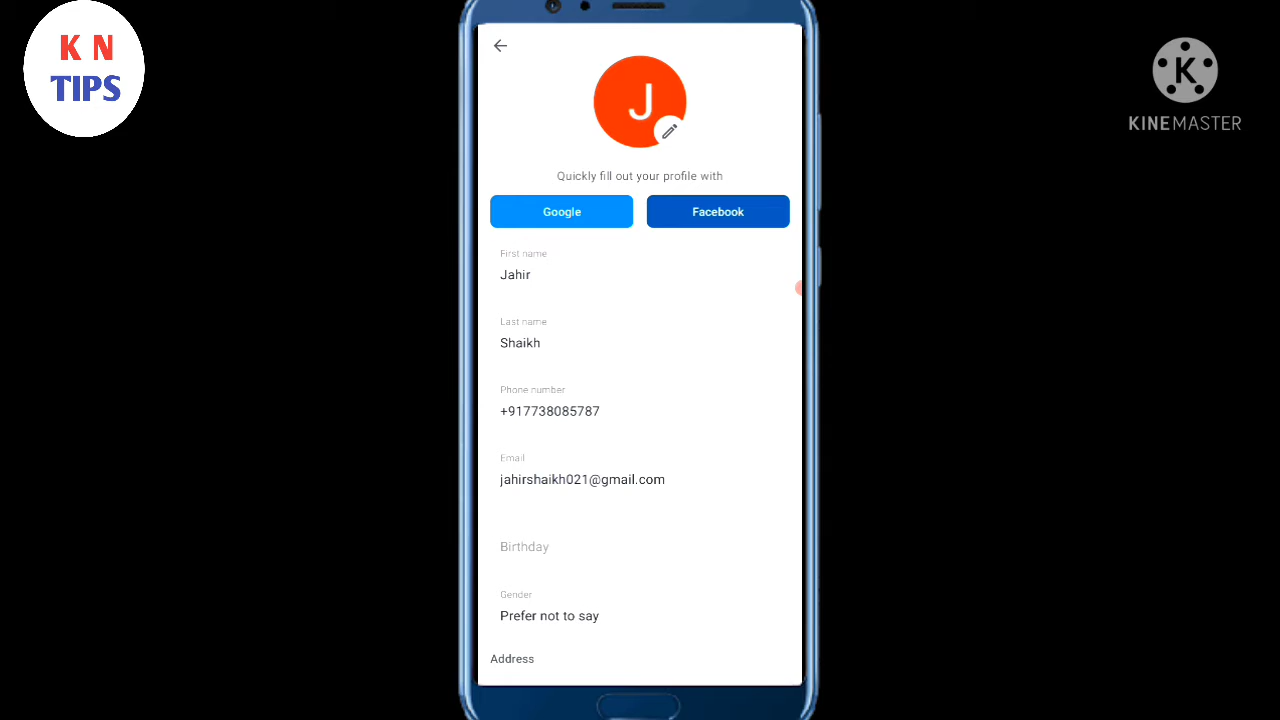 K N
TIPS
KINEMASTER
J
Quickly fill out your profile with
Google
Facebook
First name
Jahir
Last name
Shaikh
Phone number
+917738085787
Email
jahirshaikh021@gmail.com
Birthday
Gender
Prefer not to say
Address